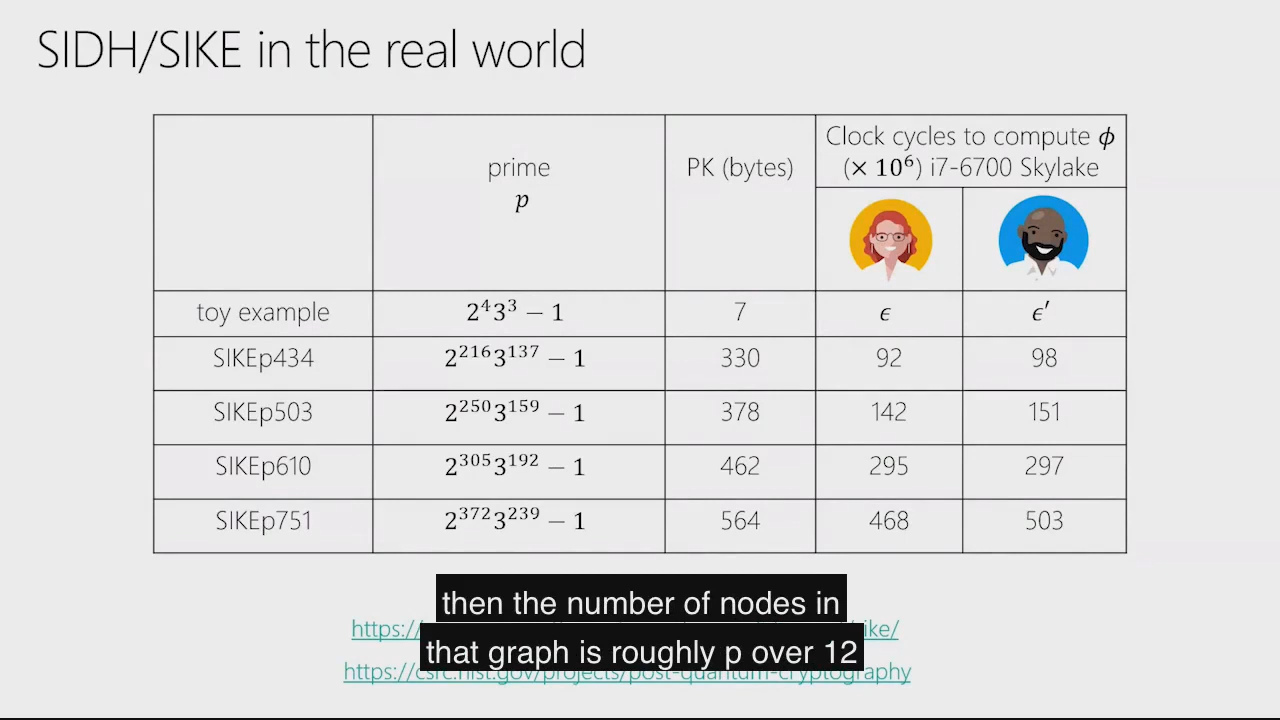 SIDH/SIKE in the real world
prime
p
PK (bytes)
Clock cycles to compute ϕ
(× 10⁶) i7-6700 Skylake
toy example 2⁴3³ − 1 7 ϵ ϵ′
SIKEp434 2²¹⁶3¹³⁷ − 1 330 92 98
SIKEp503 2²⁵⁰3¹⁵⁹ − 1 378 142 151
SIKEp610 2³⁰⁵3¹⁹² − 1 462 295 297
SIKEp751 2³⁷²3²³⁹ − 1 564 468 503
then the number of nodes in
https:// ike/
that graph is roughly p over 12
https://csrc.nist.gov/projects/post-quantum-cryptography